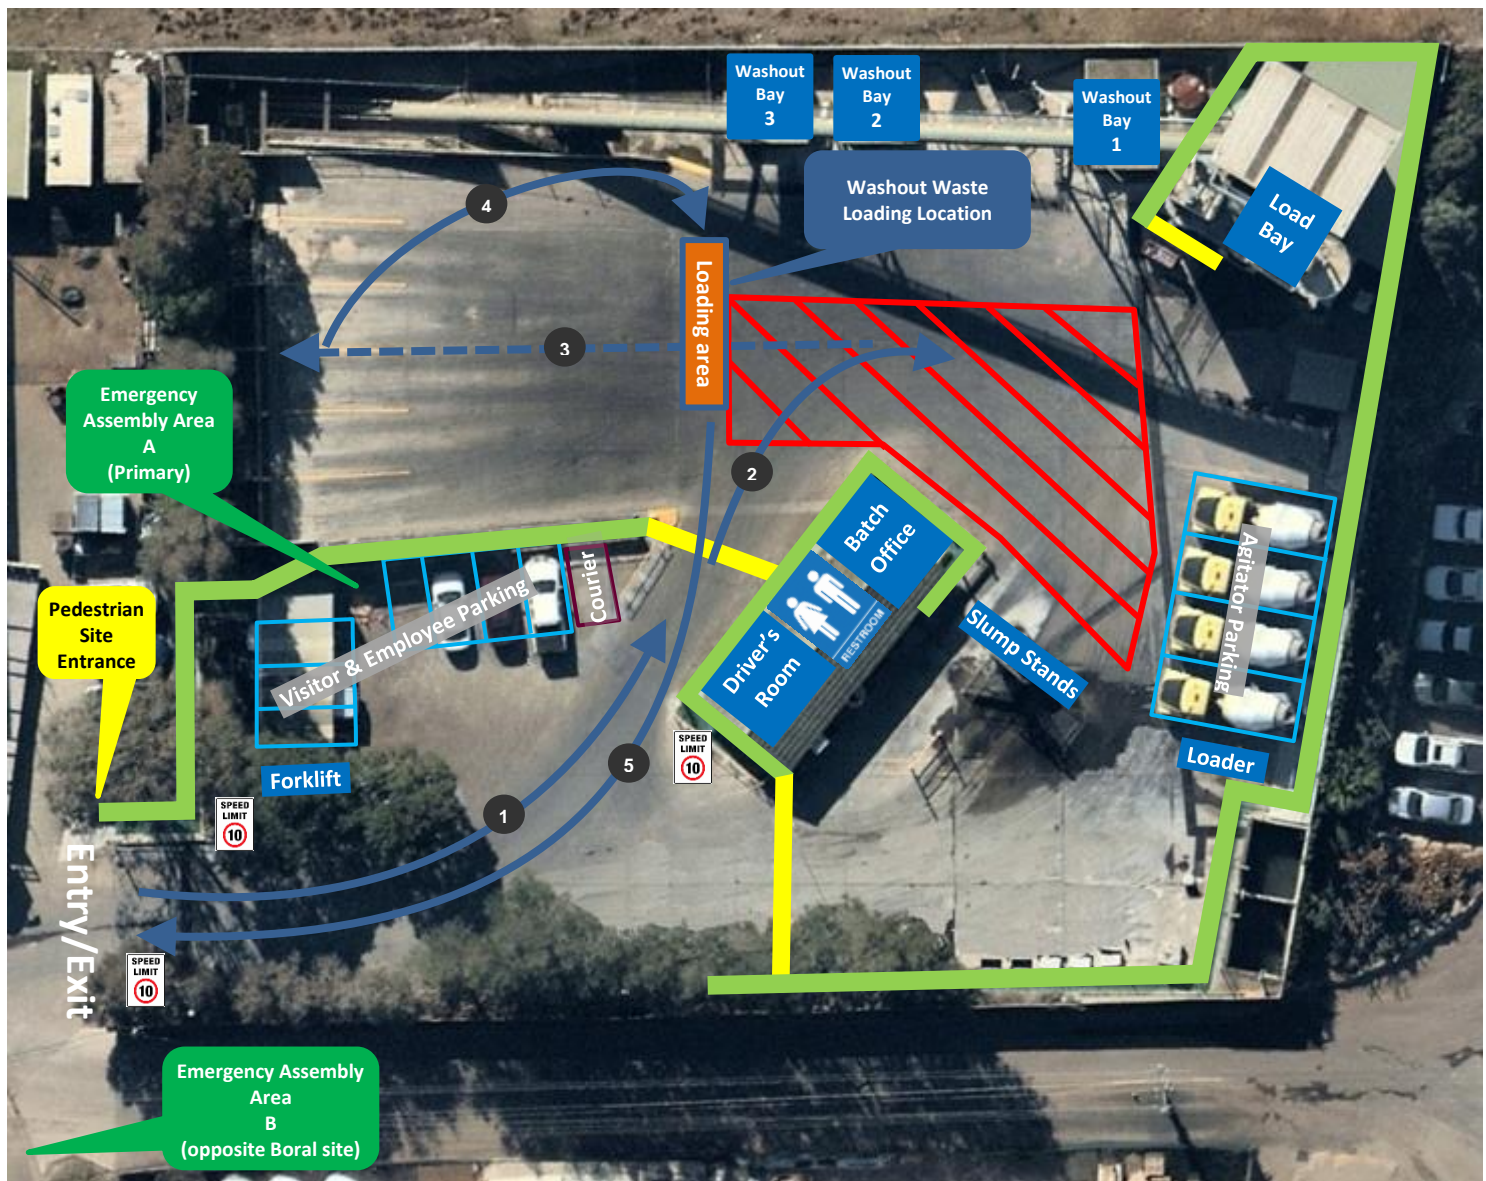 Washout
Bay
3
Washout
Bay
2
Washout
Bay
1
Washout Waste
Loading Location
Load
Bay
4
Loading area
3
Emergency
Assembly Area
A
(Primary)
2
Batch
Office
Courier
Agitator Parking
Pedestrian
Site
Entrance
Visitor & Employee Parking
RESTROOM
Driver's
Room
Slump Stands
SPEED
LIMIT
10
5
Loader
Forklift
SPEED
LIMIT
10
1
Entry/Exit
SPEED
LIMIT
10
Emergency Assembly
Area
B
(opposite Boral site)